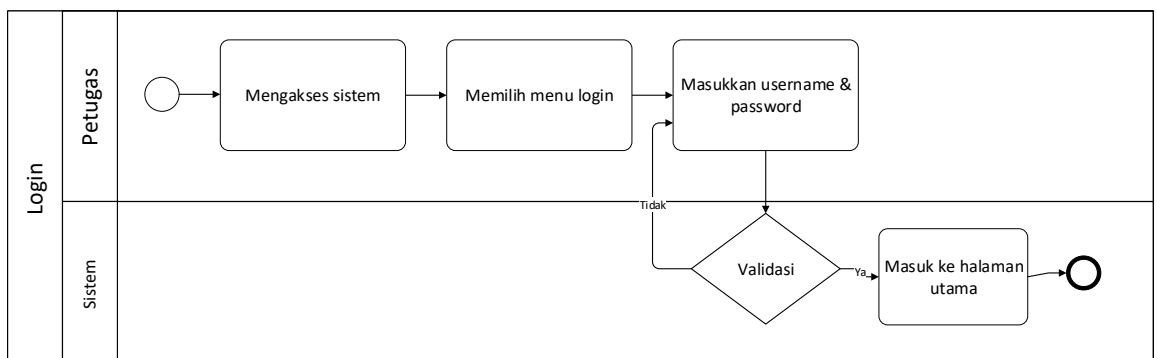 Login
Petugas
Mengakses sistem
Memilih menu login
Masukkan username &
password
Tidak
Sistem
Validasi
Ya
Masuk ke halaman
utama